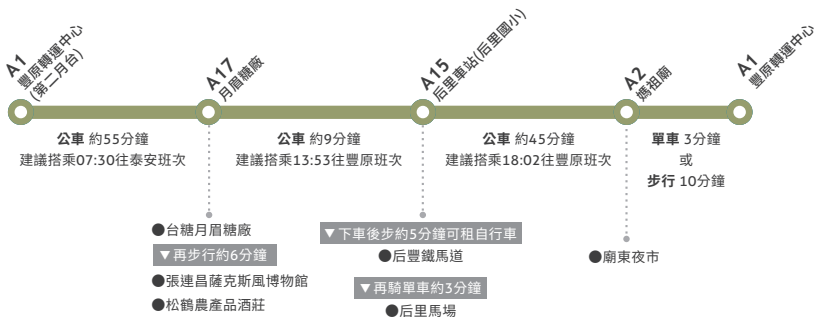 A1
豐原轉運中心
(第二月台)
A17
月眉糖廠
A15
后里車站(后里國小)
A2
媽祖廟
A1
豐原轉運中心
公車 約55分鐘
建議搭乘07:30往泰安班次
公車 約9分鐘
建議搭乘13:53往豐原班次
公車 約45分鐘
建議搭乘18:02往豐原班次
單車 3分鐘
或
步行 10分鐘
●台糖月眉糖廠
▼再步行約6分鐘
●張連昌薩克斯風博物館
●松鶴農產品酒莊
▼下車後步約5分鐘可租自行車
●后豐鐵馬道
▼再騎單車約3分鐘
●后里馬場
●廟東夜市